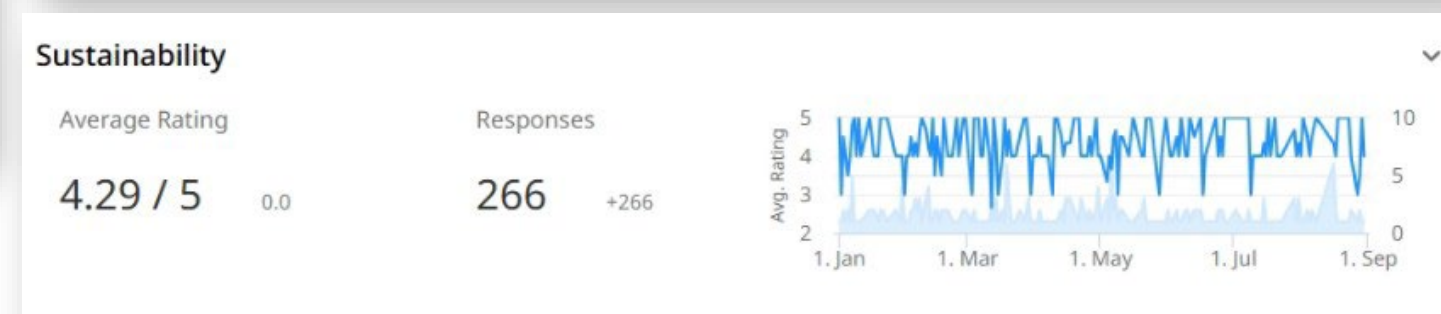 Sustainability
Average Rating
Responses
4.29 / 5
0.0
266
+266
Avg. Rating
5
4
3
2
10
5
0
1. Jan
1. Mar
1. May
1. Jul
1. Sep